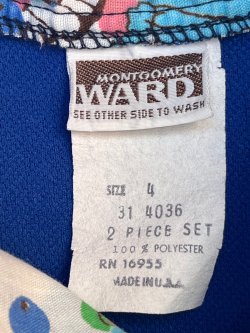 MONTGOMERY
WARD
SEE OTHER SIDE TO WASH
SIZE 4
31 4036
2 PIECE SET
100% POLYESTER
RN 16955
MADE IN U.S.A.